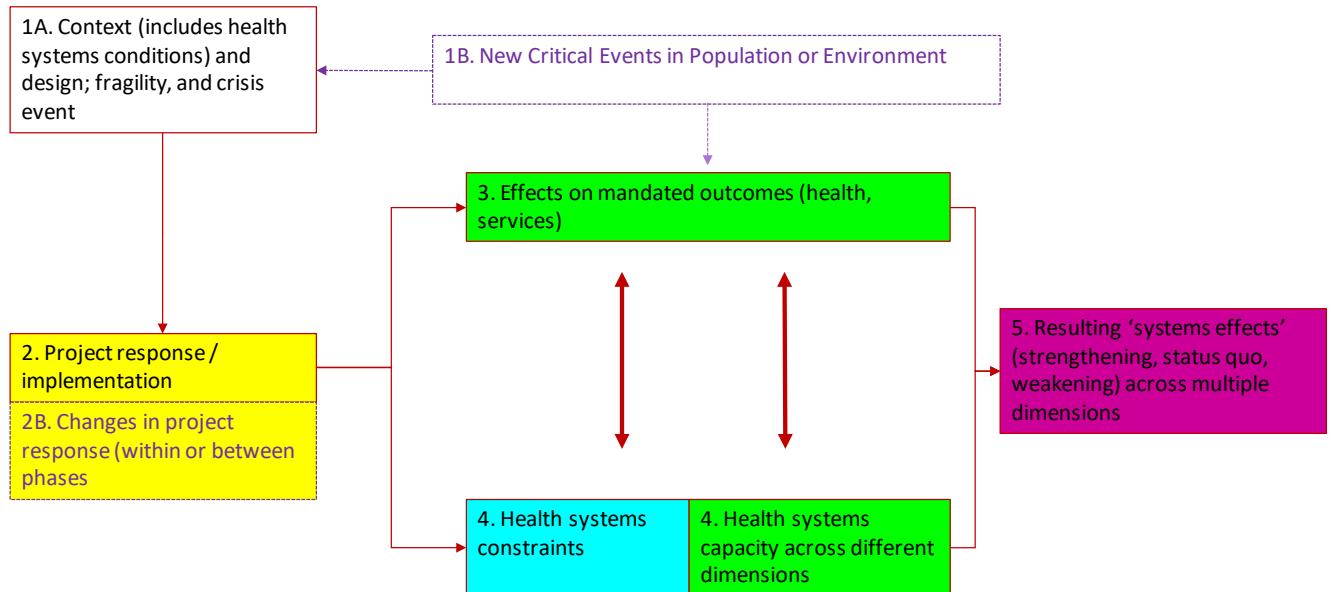 1A. Context (includes health
systems conditions) and
design; fragility, and crisis
event
1B. New Critical Events in Population or Environment
3. Effects on mandated outcomes (health,
services)
2. Project response /
implementation
2B. Changes in project
response (within or between
phases
5. Resulting ‘systems effects’
(strengthening, status quo,
weakening) across multiple
dimensions
4. Health systems
constraints
4. Health systems
capacity across different
dimensions